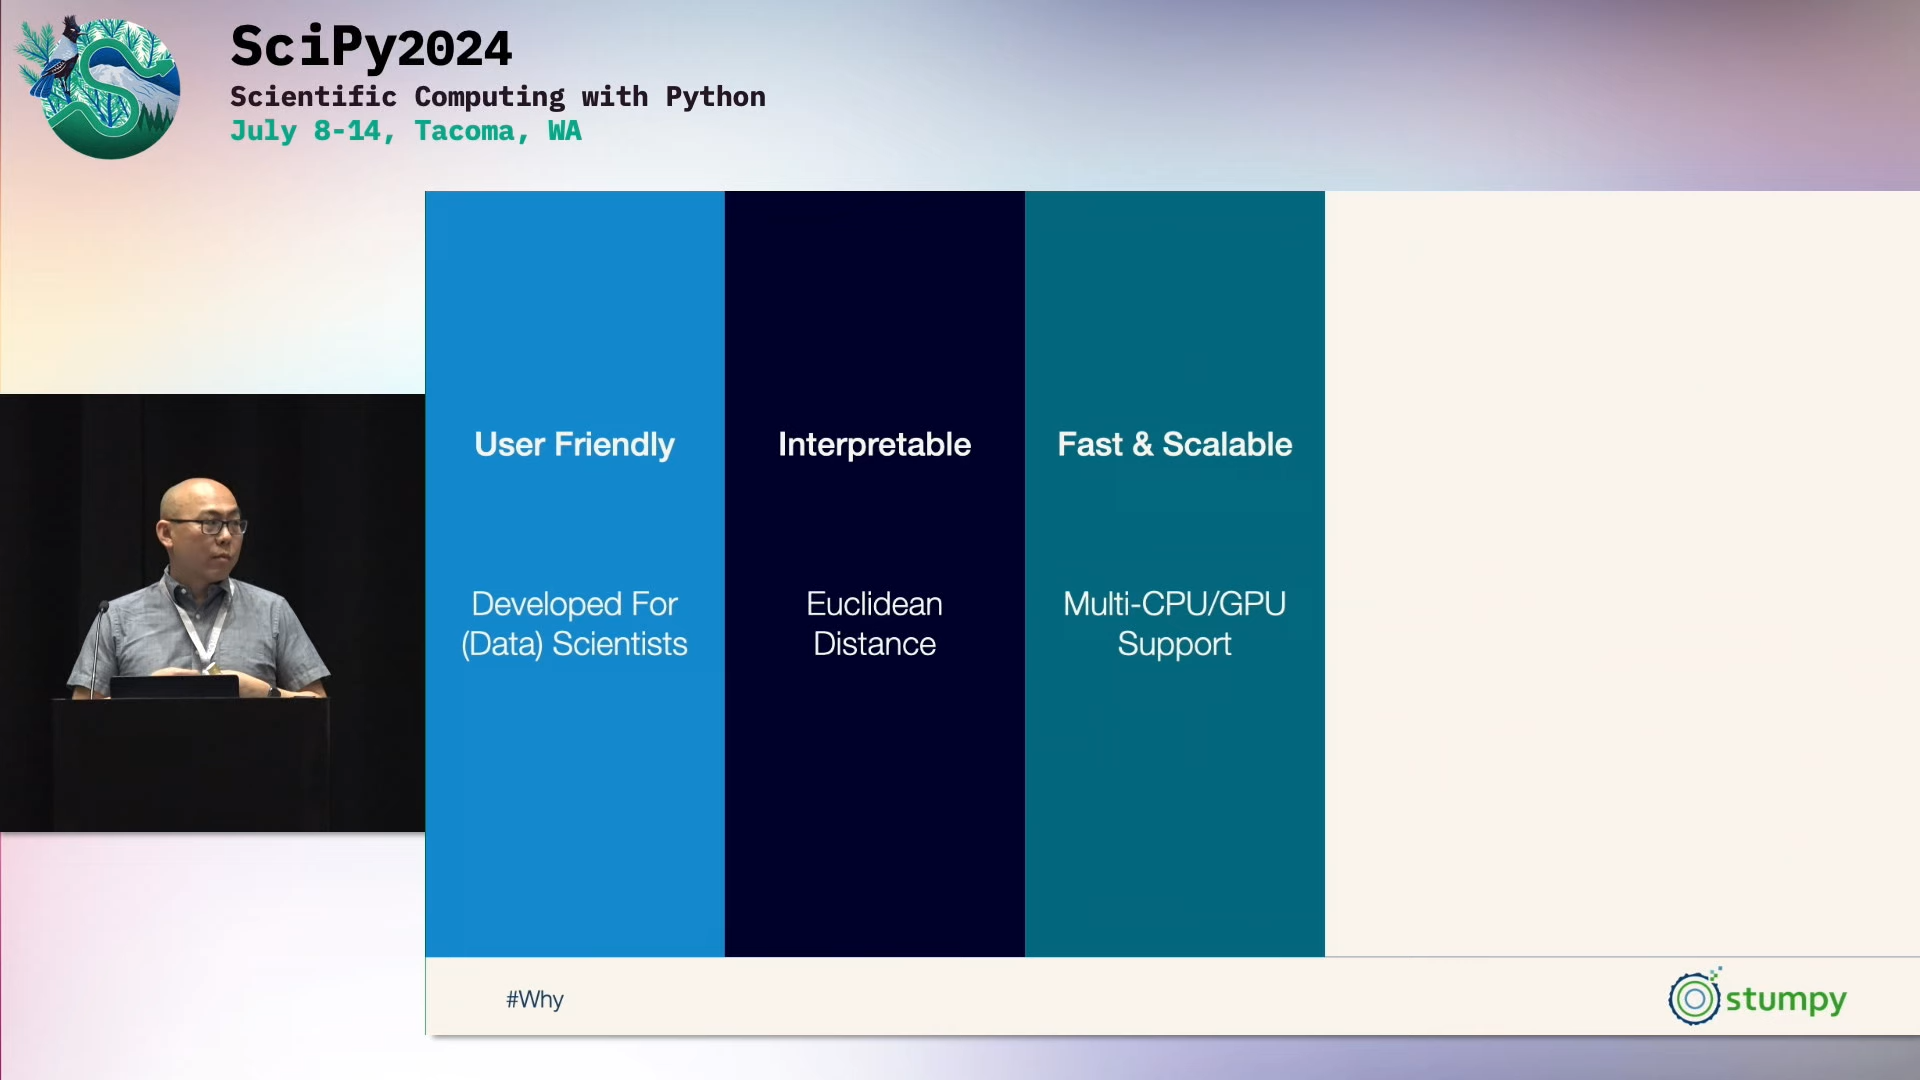 SciPy2024
Scientific Computing with Python
July 8-14, Tacoma, WA
User Friendly
Interpretable
Fast & Scalable
Developed For
(Data) Scientists
Euclidean
Distance
Multi-CPU/GPU
Support
#Why
stumpy